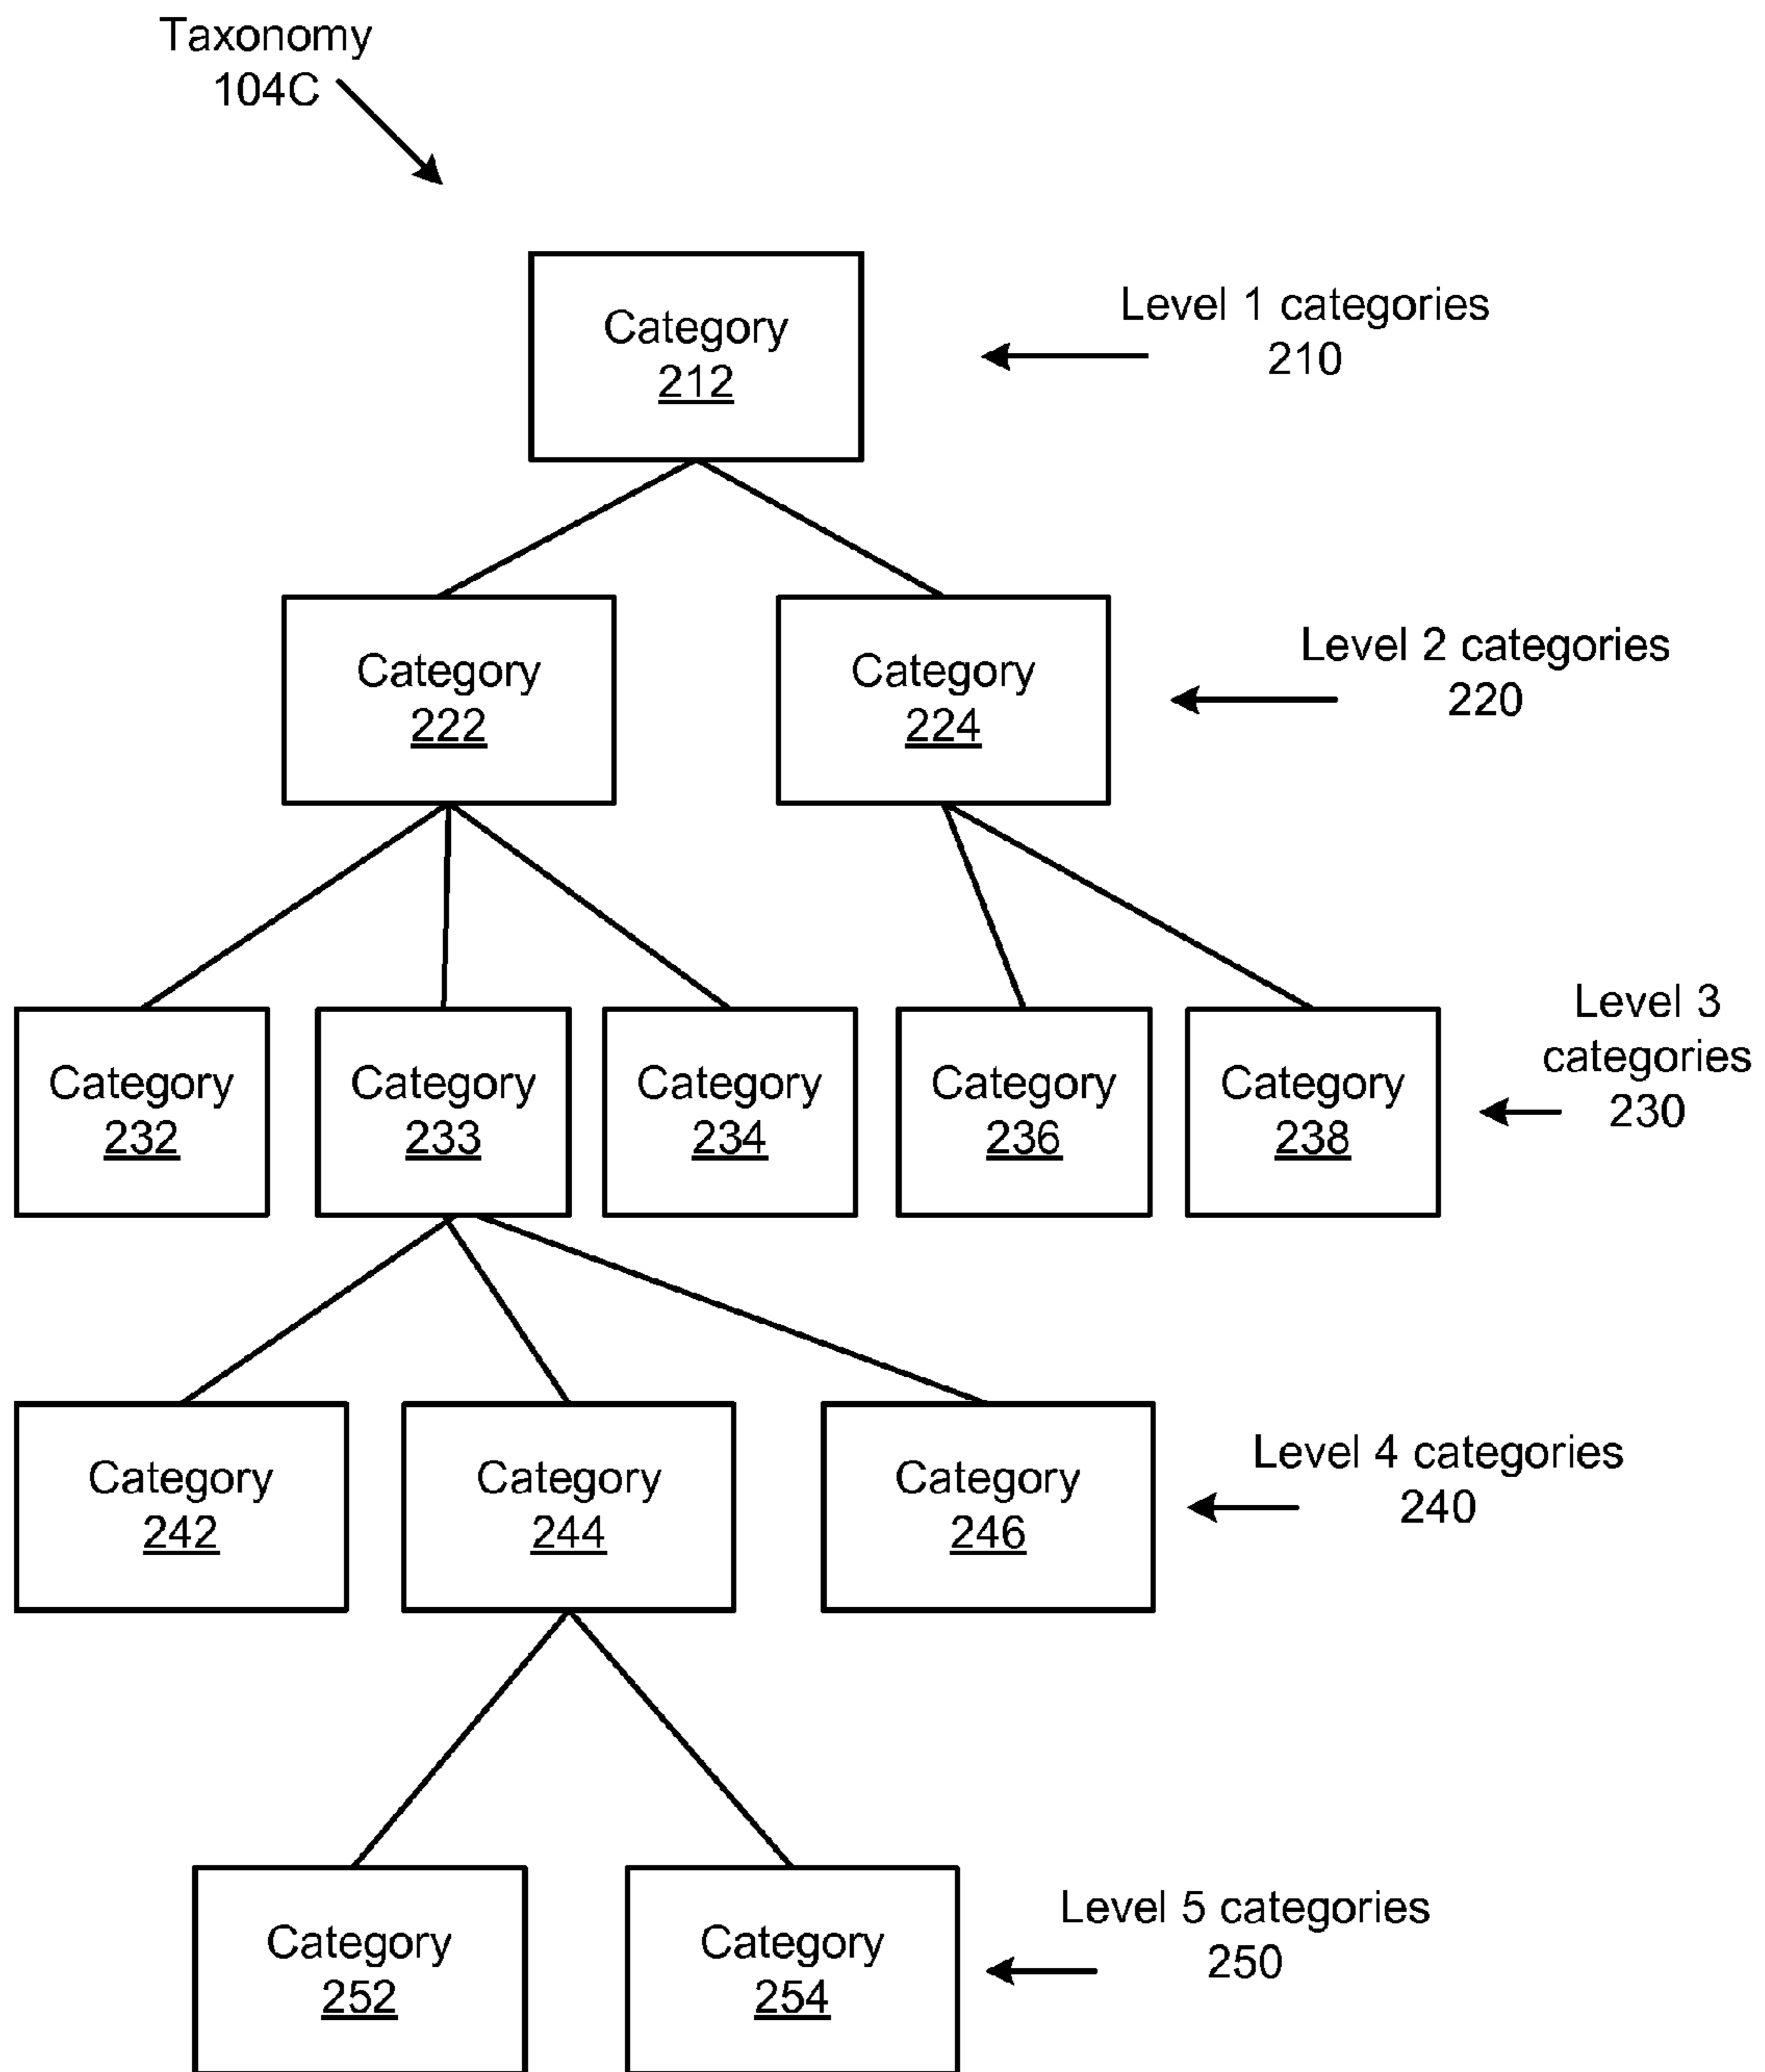 Taxonomy
104C
Category
212
Level 1 categories
210
Category
222
Category
224
Level 2 categories
220
Category
232
Category
233
Category
234
Category
236
Category
238
Level 3
categories
230
Category
242
Category
244
Category
246
Level 4 categories
240
Category
252
Category
254
Level 5 categories
250